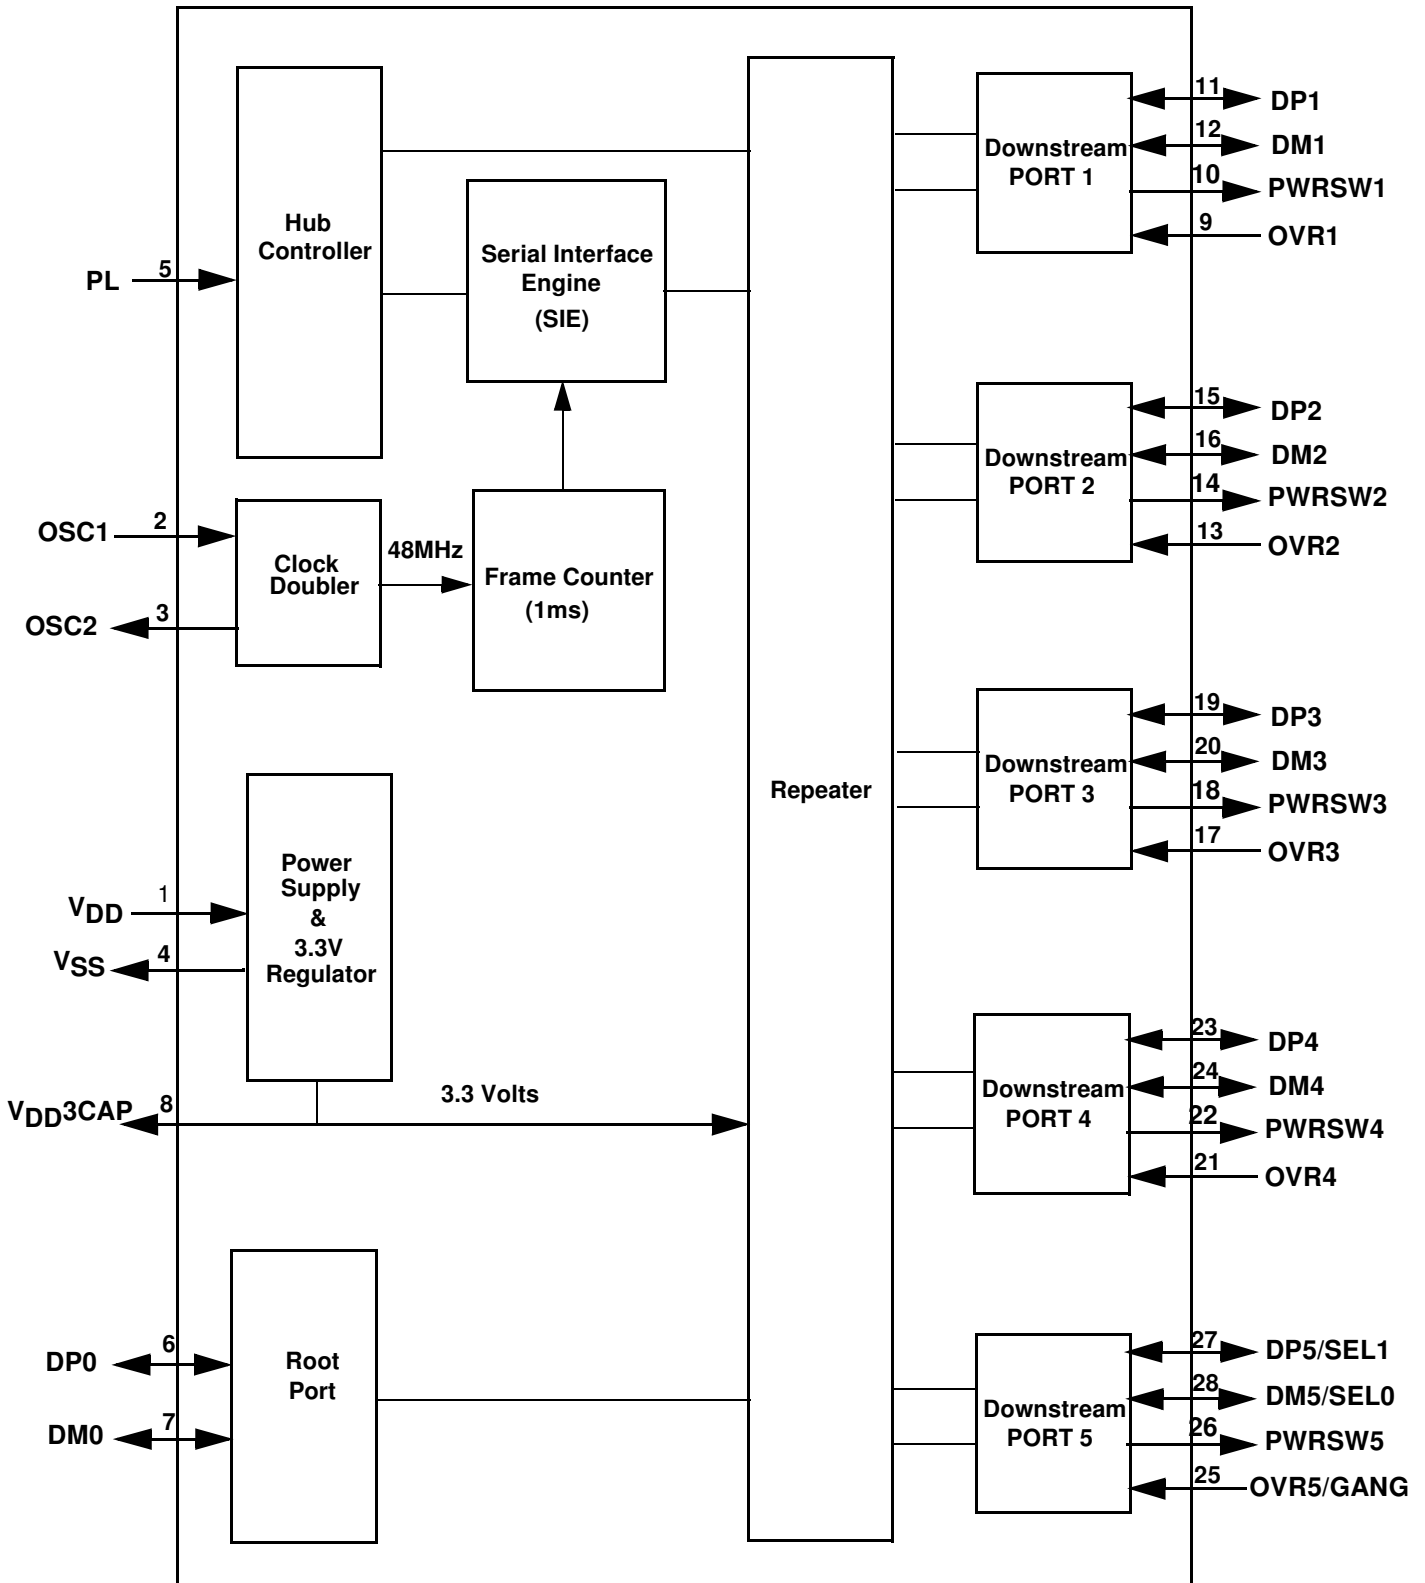 PL
5
Hub
Controller
Serial Interface
Engine
(SIE)
OSC1
2
OSC2
3
Clock
Doubler
48MHz
Frame Counter
(1ms)
VDD
1
VSS
4
Power
Supply
&
3.3V
Regulator
VDD3CAP
8
3.3 Volts
DP0
6
DM0
7
Root
Port
Repeater
Downstream
PORT 1
11
DP1
12
DM1
10
PWRSW1
9
OVR1
Downstream
PORT 2
15
DP2
16
DM2
14
PWRSW2
13
OVR2
Downstream
PORT 3
19
DP3
20
DM3
18
PWRSW3
17
OVR3
Downstream
PORT 4
23
DP4
24
DM4
22
PWRSW4
21
OVR4
Downstream
PORT 5
27
DP5/SEL1
28
DM5/SEL0
26
PWRSW5
25
OVR5/GANG